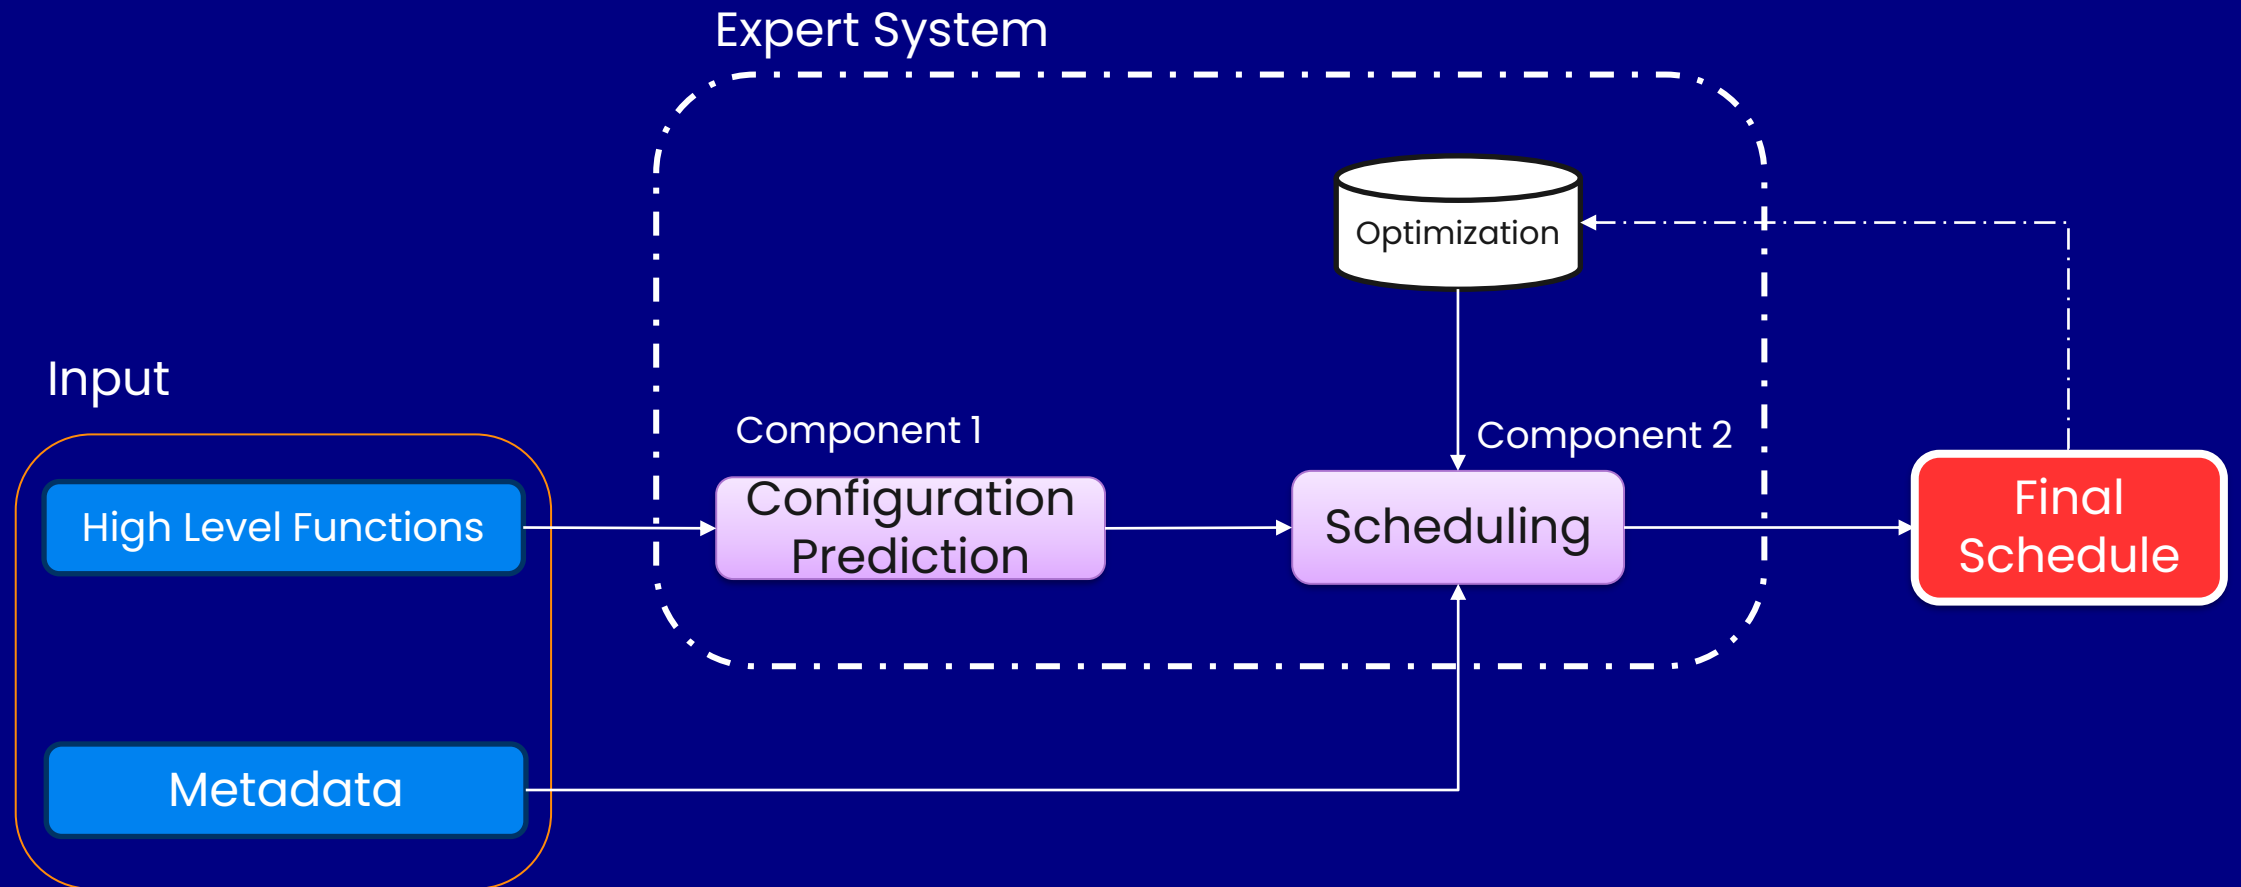 Expert System
Optimization
Input
Component 1
Component 2
High Level Functions
Configuration
Prediction
Scheduling
Final
Schedule
Metadata